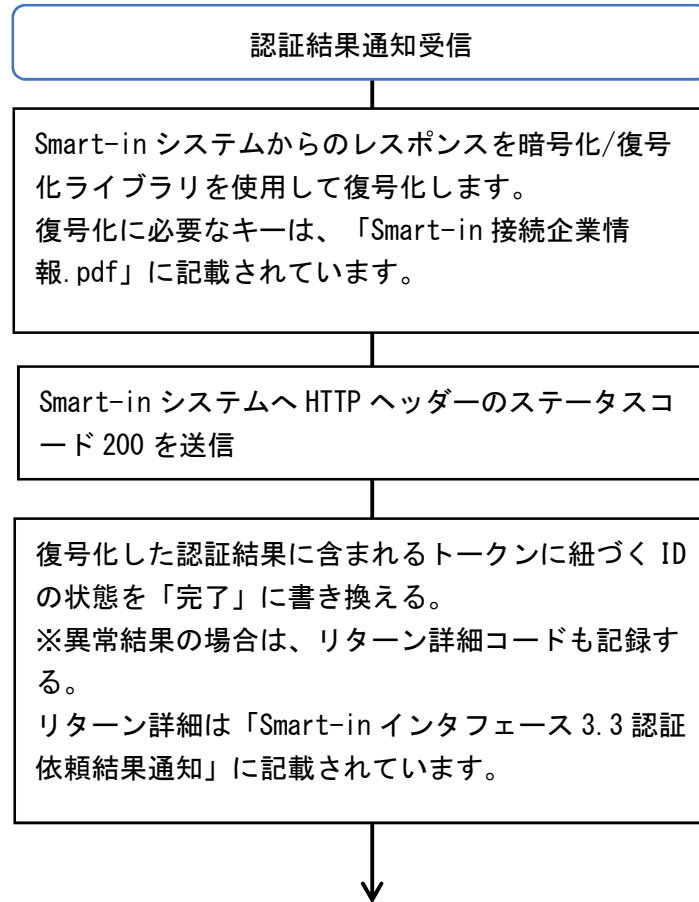 認証結果通知受信
Smart-in システムからのレスポンスを暗号化/復号
化ライブラリを使用して復号化します。
復号化に必要なキーは、「Smart-in 接続企業情
報.pdf」に記載されています。
Smart-in システムへ HTTP ヘッダーのステータスコ
ード 200 を送信
復号化した認証結果に含まれるトークンに紐づく ID
の状態を「完了」に書き換える。
※異常結果の場合は、リターン詳細コードも記録す
る。
リターン詳細は「Smart-in インタフェース 3.3 認証
依頼結果通知」に記載されています。